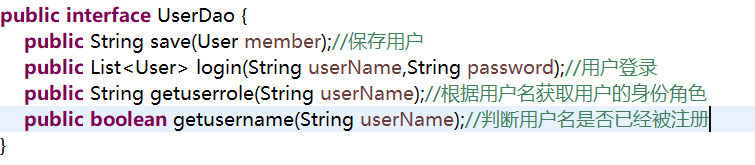 public interface UserDao {
public String save(User member);//保存用户
public List<User> login(String userName,String password);//用户登录
public String getuserrole(String userName);//根据用户名获取用户的身份角色
public boolean getusername(String userName);//判断用户名是否已经被注册
}